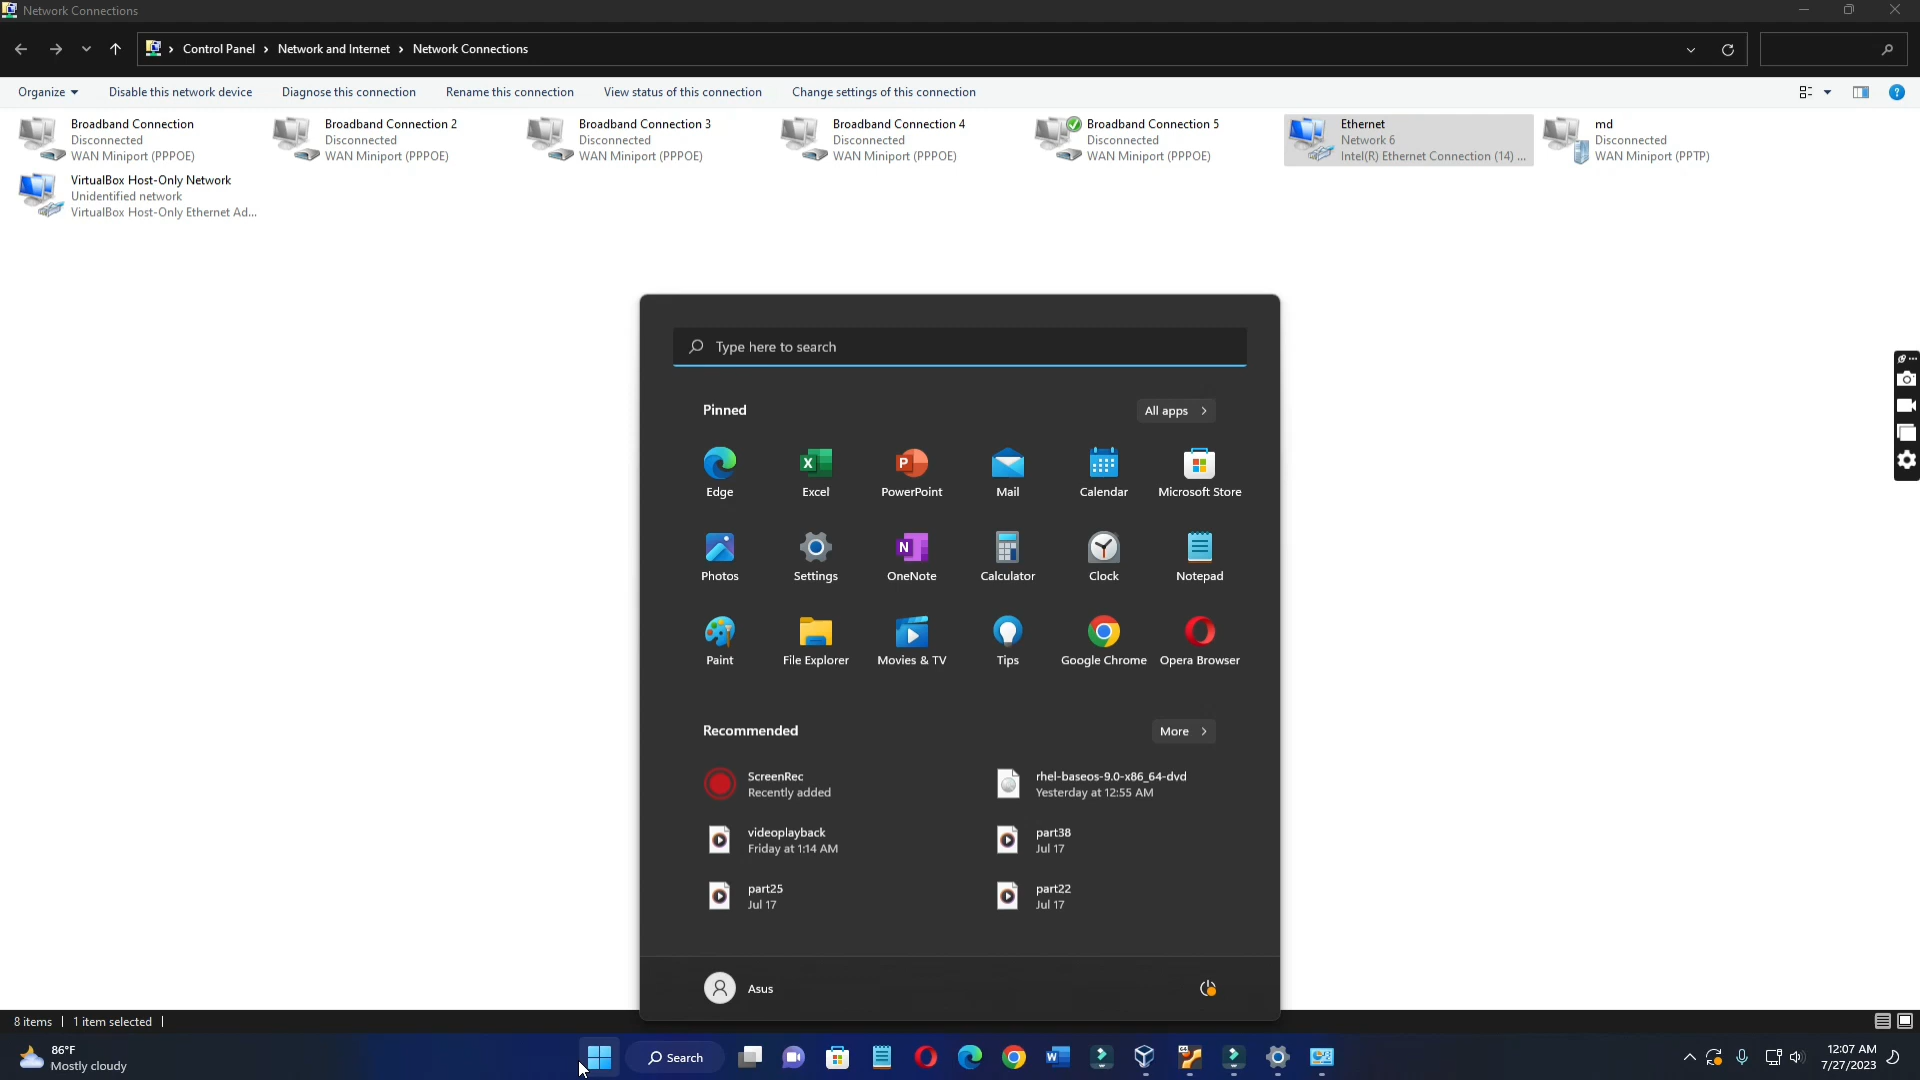 Network Connections
Control Panel > Network and Internet > Network Connections
Organize Disable this network device Diagnose this connection Rename this connection View status of this connection Change settings of this connection
Broadband Connection
Disconnected
WAN Miniport (PPPOE)
Broadband Connection 2
Disconnected
WAN Miniport (PPPOE)
Broadband Connection 3
Disconnected
WAN Miniport (PPPOE)
Broadband Connection 4
Disconnected
WAN Miniport (PPPOE)
Broadband Connection 5
Disconnected
WAN Miniport (PPPOE)
Ethernet
Network 6
Intel(R) Ethernet Connection (14) ...
md
Disconnected
WAN Miniport (PPTP)
VirtualBox Host-Only Network
Unidentified network
VirtualBox Host-Only Ethernet Ad...
Type here to search
Pinned
All apps >
Edge Excel PowerPoint Mail Calendar Microsoft Store
Photos Settings OneNote Calculator Clock Notepad
Paint File Explorer Movies & TV Tips Google Chrome Opera Browser
Recommended
More >
ScreenRec
Recently added
rhel-baseos-9.0-x86_64-dvd
Yesterday at 12:55 AM
videoplayback
Friday at 1:14 AM
part38
Jul 17
part25
Jul 17
part22
Jul 17
Asus
8 items | 1 item selected |
86°F
Mostly cloudy
Search
12:07 AM
7/27/2023